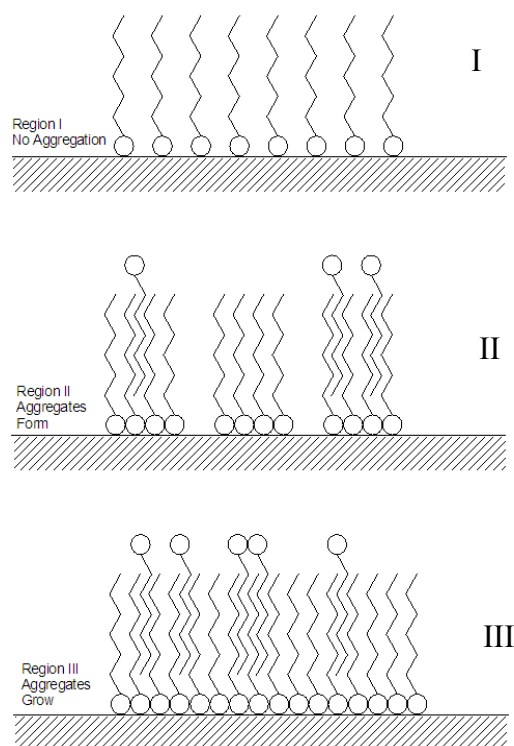 I
Region I
No Aggregation
II
Region II
Aggregates
Form
III
Region III
Aggregates
Grow